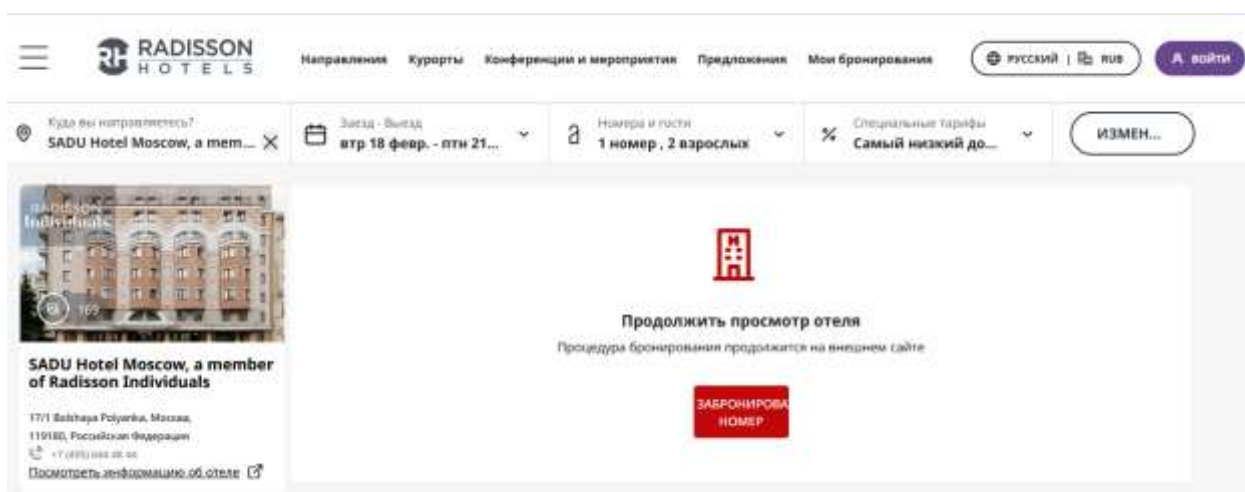 RADISSON
HOTELS
Направления Курорты Конференции и мероприятия Предложения Мои бронирования
РУССКИЙ | RUB
ВОЙТИ
Куда вы направляетесь?
SADU Hotel Moscow, a mem...
Заезд - Выезд
втр 18 февр. - птн 21...
Номера и гости
1 номер , 2 взрослых
Специальные тарифы
Самый низкий до...
ИЗМЕН...
RADISSON
Individuals
169
SADU Hotel Moscow, a member
of Radisson Individuals
17/1 Bolshaya Polyanka, Москва,
119180, Российская Федерация
Посмотреть информацию об отеле
Продолжить просмотр отеля
Процедура бронирования продолжится на внешнем сайте
ЗАБРОНИРОВА
НОМЕР